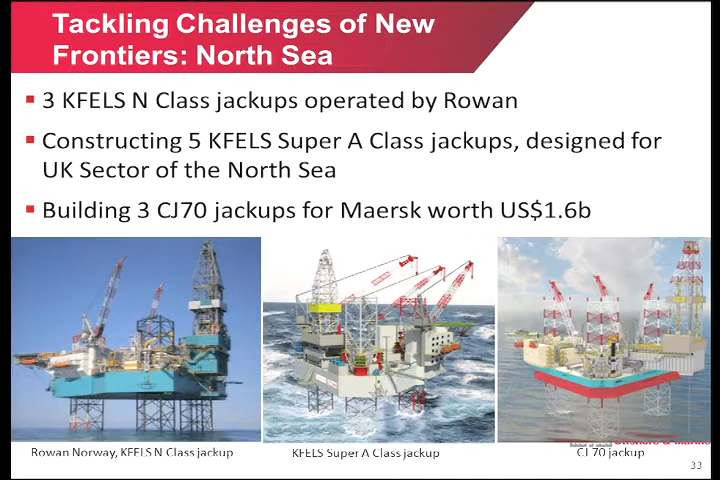 Tackling Challenges of New
Frontiers: North Sea
3 KFELS N Class jackups operated by Rowan
Constructing 5 KFELS Super A Class jackups, designed for
UK Sector of the North Sea
Building 3 CJ70 jackups for Maersk worth US$1.6b
Rowan Norway, KFELS N Class jackup
KFELS Super A Class jackup
CJ 70 jackup
33